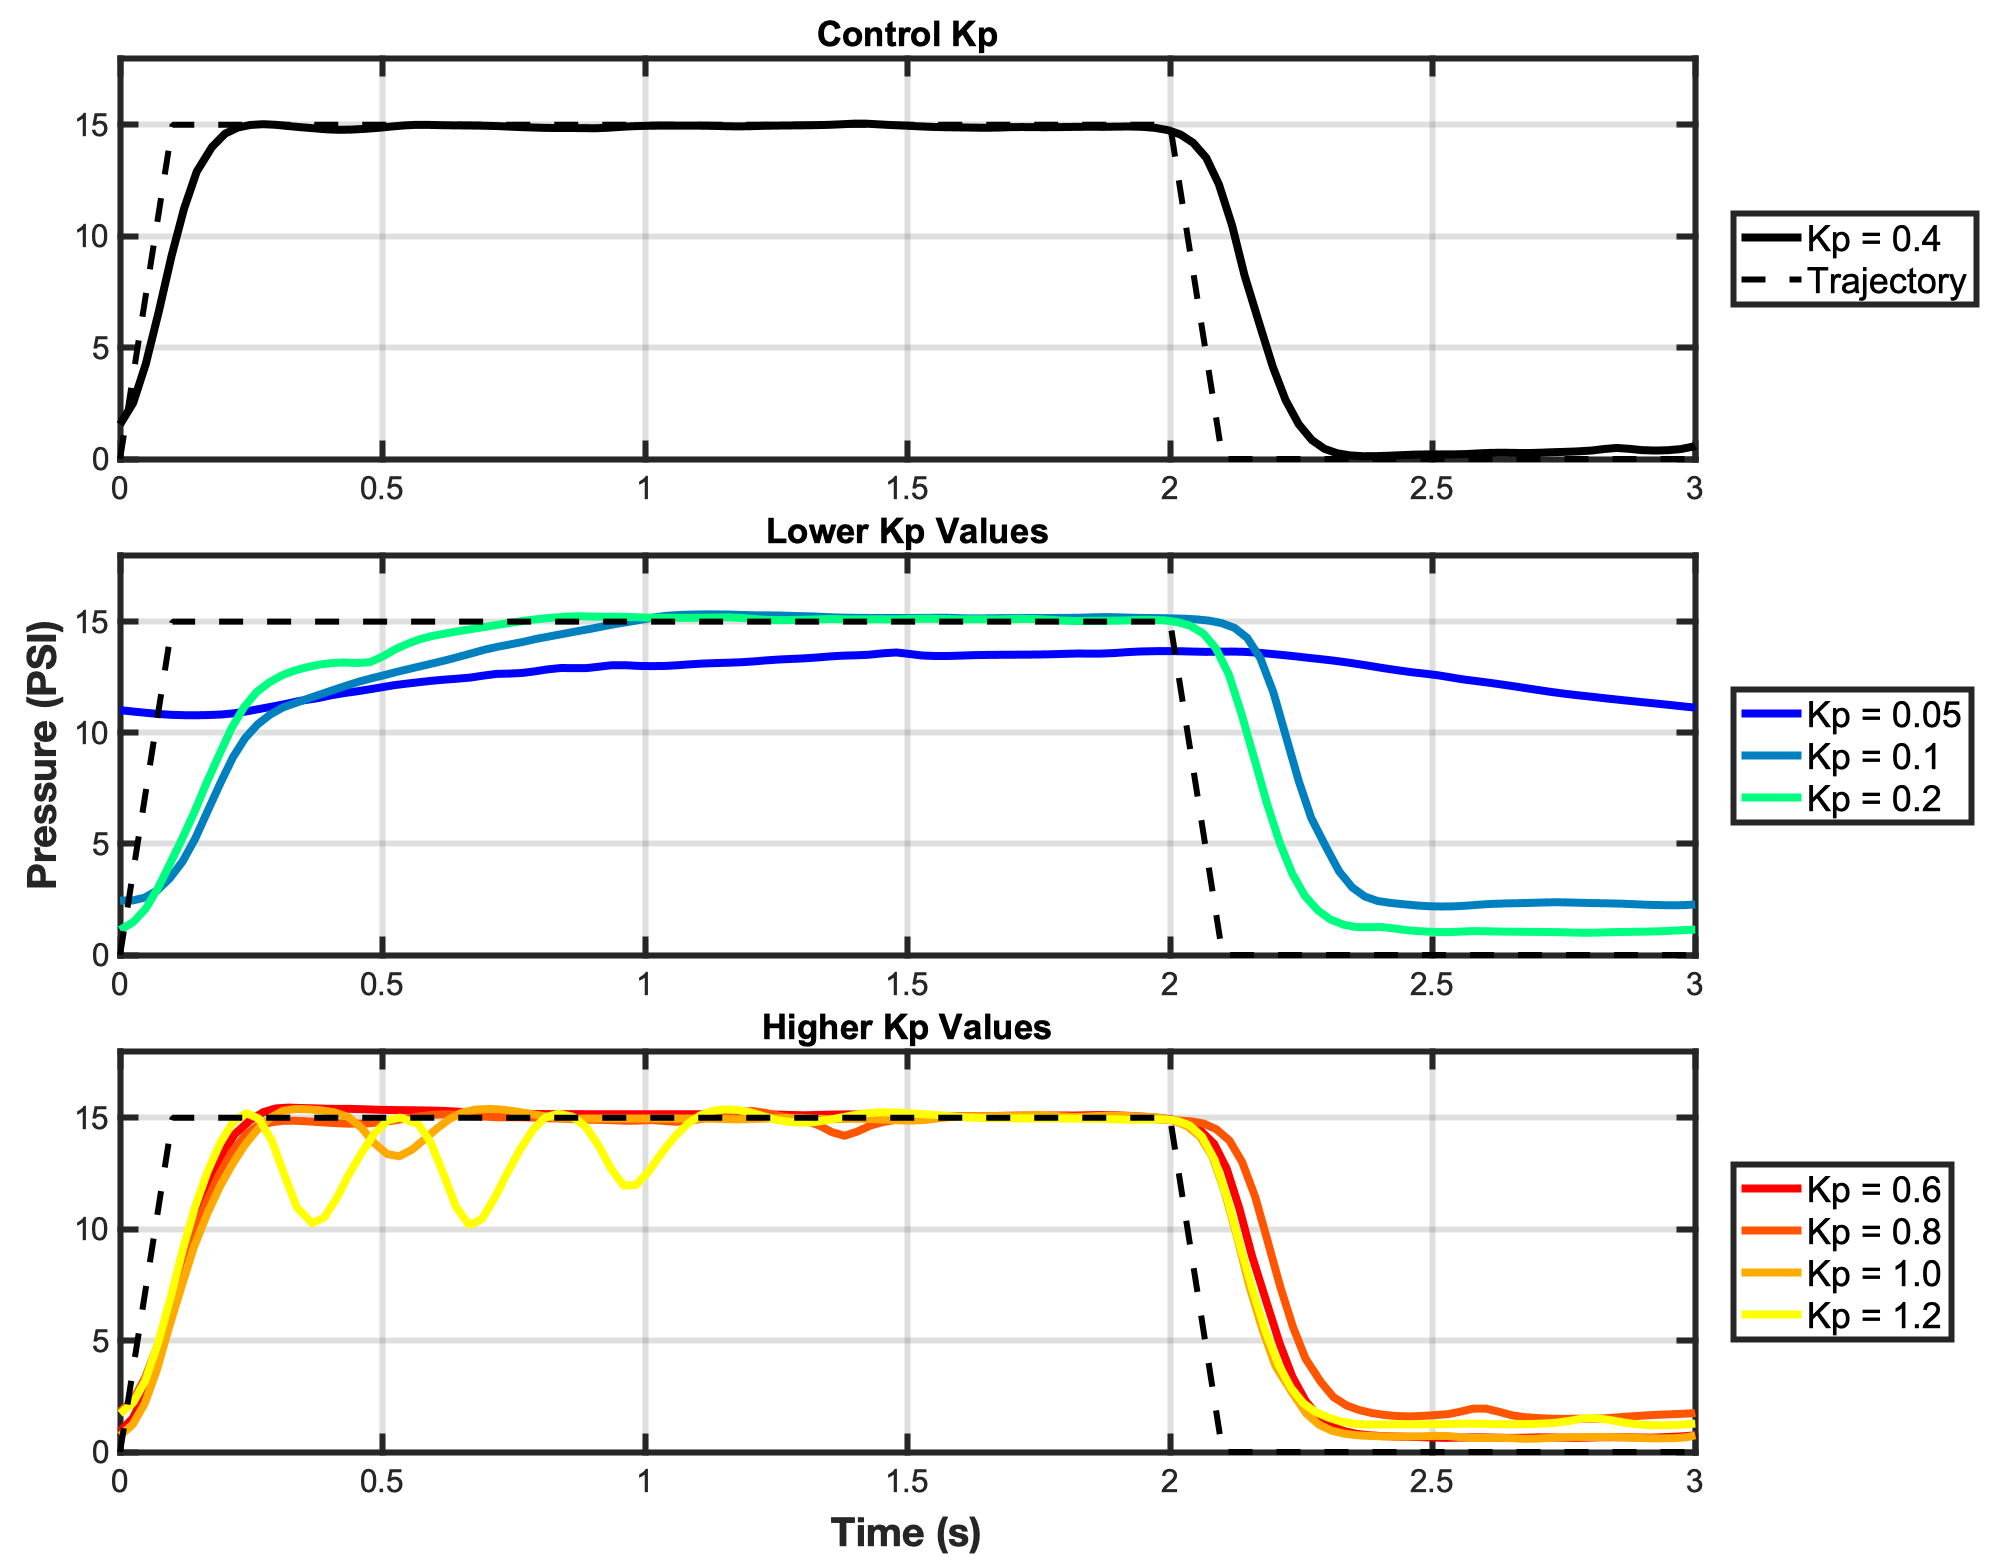 Control Kp
15
10
5
0
0 0.5 1 1.5 2 2.5 3
Kp = 0.4
Trajectory
Lower Kp Values
Pressure (PSI)
15
10
5
0
0 0.5 1 1.5 2 2.5 3
Kp = 0.05
Kp = 0.1
Kp = 0.2
Higher Kp Values
15
10
5
0
0 0.5 1 1.5 2 2.5 3
Kp = 0.6
Kp = 0.8
Kp = 1.0
Kp = 1.2
Time (s)